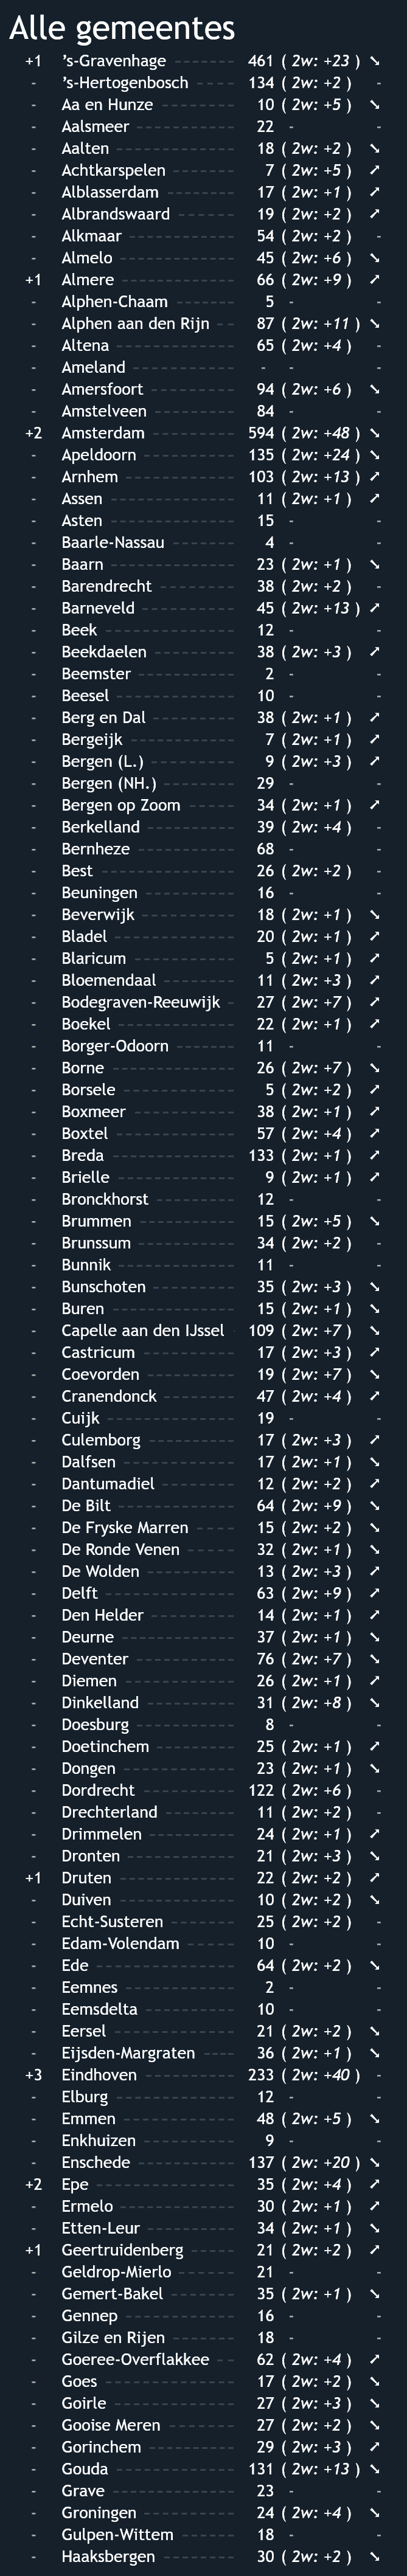 Alle gemeentes
+1 ’s-Gravenhage 461 ( 2w: +23 ) ➘
- ’s-Hertogenbosch 134 ( 2w: +2 ) -
- Aa en Hunze 10 ( 2w: +5 ) ➘
- Aalsmeer 22 - -
- Aalten 18 ( 2w: +2 ) ➘
- Achtkarspelen 7 ( 2w: +5 ) ➚
- Alblasserdam 17 ( 2w: +1 ) ➚
- Albrandswaard 19 ( 2w: +2 ) ➚
- Alkmaar 54 ( 2w: +2 ) -
- Almelo 45 ( 2w: +6 ) ➘
+1 Almere 66 ( 2w: +9 ) ➚
- Alphen-Chaam 5 - -
- Alphen aan den Rijn 87 ( 2w: +11 ) ➘
- Altena 65 ( 2w: +4 ) -
- Ameland - - -
- Amersfoort 94 ( 2w: +6 ) ➘
- Amstelveen 84 - -
+2 Amsterdam 594 ( 2w: +48 ) ➘
- Apeldoorn 135 ( 2w: +24 ) ➘
- Arnhem 103 ( 2w: +13 ) ➚
- Assen 11 ( 2w: +1 ) ➚
- Asten 15 - -
- Baarle-Nassau 4 - -
- Baarn 23 ( 2w: +1 ) ➘
- Barendrecht 38 ( 2w: +2 ) -
- Barneveld 45 ( 2w: +13 ) ➚
- Beek 12 - -
- Beekdaelen 38 ( 2w: +3 ) ➚
- Beemster 2 - -
- Beesel 10 - -
- Berg en Dal 38 ( 2w: +1 ) ➚
- Bergeijk 7 ( 2w: +1 ) ➚
- Bergen (L.) 9 ( 2w: +3 ) ➚
- Bergen (NH.) 29 - -
- Bergen op Zoom 34 ( 2w: +1 ) ➚
- Berkelland 39 ( 2w: +4 ) -
- Bernheze 68 - -
- Best 26 ( 2w: +2 ) -
- Beuningen 16 - -
- Beverwijk 18 ( 2w: +1 ) ➘
- Bladel 20 ( 2w: +1 ) ➚
- Blaricum 5 ( 2w: +1 ) ➚
- Bloemendaal 11 ( 2w: +3 ) ➚
- Bodegraven-Reeuwijk 27 ( 2w: +7 ) ➚
- Boekel 22 ( 2w: +1 ) ➚
- Borger-Odoorn 11 - -
- Borne 26 ( 2w: +7 ) ➘
- Borsele 5 ( 2w: +2 ) ➚
- Boxmeer 38 ( 2w: +1 ) ➚
- Boxtel 57 ( 2w: +4 ) ➚
- Breda 133 ( 2w: +1 ) ➚
- Brielle 9 ( 2w: +1 ) ➚
- Bronckhorst 12 - -
- Brummen 15 ( 2w: +5 ) ➘
- Brunssum 34 ( 2w: +2 ) -
- Bunnik 11 - -
- Bunschoten 35 ( 2w: +3 ) ➘
- Buren 15 ( 2w: +1 ) ➘
- Capelle aan den IJssel 109 ( 2w: +7 ) ➘
- Castricum 17 ( 2w: +3 ) ➚
- Coevorden 19 ( 2w: +7 ) ➘
- Cranendonck 47 ( 2w: +4 ) ➚
- Cuijk 19 - -
- Culemborg 17 ( 2w: +3 ) ➚
- Dalfsen 17 ( 2w: +1 ) ➘
- Dantumadiel 12 ( 2w: +2 ) ➚
- De Bilt 64 ( 2w: +9 ) ➘
- De Fryske Marren 15 ( 2w: +2 ) ➘
- De Ronde Venen 32 ( 2w: +1 ) ➘
- De Wolden 13 ( 2w: +3 ) ➚
- Delft 63 ( 2w: +9 ) ➚
- Den Helder 14 ( 2w: +1 ) ➚
- Deurne 37 ( 2w: +1 ) ➘
- Deventer 76 ( 2w: +7 ) ➘
- Diemen 26 ( 2w: +1 ) ➚
- Dinkelland 31 ( 2w: +8 ) ➘
- Doesburg 8 - -
- Doetinchem 25 ( 2w: +1 ) ➚
- Dongen 23 ( 2w: +1 ) ➘
- Dordrecht 122 ( 2w: +6 ) -
- Drechterland 11 ( 2w: +2 ) -
- Drimmelen 24 ( 2w: +1 ) ➚
- Dronten 21 ( 2w: +3 ) ➘
+1 Druten 22 ( 2w: +2 ) ➚
- Duiven 10 ( 2w: +2 ) ➘
- Echt-Susteren 25 ( 2w: +2 ) -
- Edam-Volendam 10 - -
- Ede 64 ( 2w: +2 ) ➘
- Eemnes 2 - -
- Eemsdelta 10 - -
- Eersel 21 ( 2w: +2 ) ➘
- Eijsden-Margraten 36 ( 2w: +1 ) ➘
+3 Eindhoven 233 ( 2w: +40 ) -
- Elburg 12 - -
- Emmen 48 ( 2w: +5 ) ➘
- Enkhuizen 9 - -
- Enschede 137 ( 2w: +20 ) ➘
+2 Epe 35 ( 2w: +4 ) ➚
- Ermelo 30 ( 2w: +1 ) ➚
- Etten-Leur 34 ( 2w: +1 ) ➘
+1 Geertruidenberg 21 ( 2w: +2 ) ➚
- Geldrop-Mierlo 21 - -
- Gemert-Bakel 35 ( 2w: +1 ) ➘
- Gennep 16 - -
- Gilze en Rijen 18 - -
- Goeree-Overflakkee 62 ( 2w: +4 ) ➚
- Goes 17 ( 2w: +2 ) ➘
- Goirle 27 ( 2w: +3 ) ➘
- Gooise Meren 27 ( 2w: +2 ) ➘
- Gorinchem 29 ( 2w: +3 ) ➚
- Gouda 131 ( 2w: +13 ) ➘
- Grave 23 - -
- Groningen 24 ( 2w: +4 ) ➘
- Gulpen-Wittem 18 - -
- Haaksbergen 30 ( 2w: +2 ) ➘